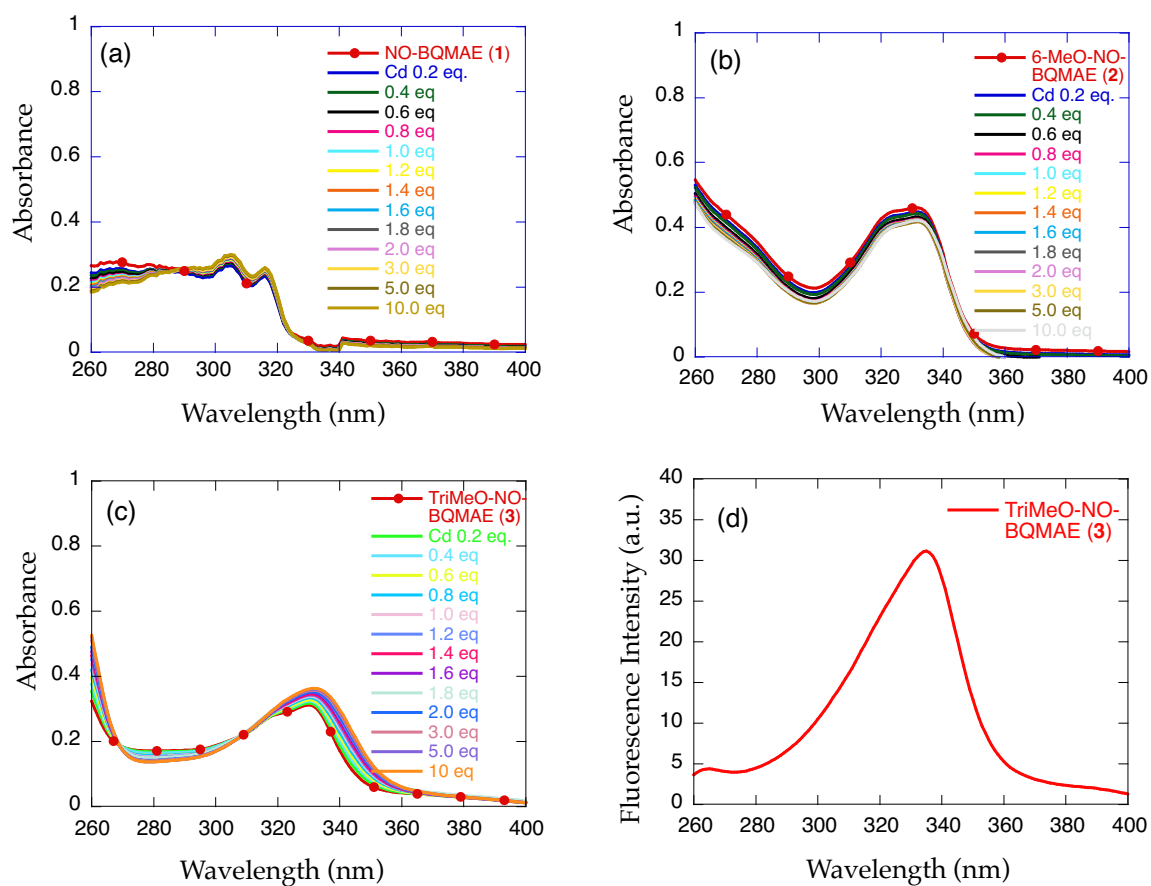 (a)
NO-BQMAE (1)
Cd 0.2 eq.
0.4 eq
0.6 eq
0.8 eq
1.0 eq
1.2 eq
1.4 eq
1.6 eq
1.8 eq
2.0 eq
3.0 eq
5.0 eq
10.0 eq
Absorbance
1
0.8
0.6
0.4
0.2
0
260 280 300 320 340 360 380 400
Wavelength (nm)
(b)
6-MeO-NO-
BQMAE (2)
Cd 0.2 eq.
0.4 eq
0.6 eq
0.8 eq
1.0 eq
1.2 eq
1.4 eq
1.6 eq
1.8 eq
2.0 eq
3.0 eq
5.0 eq
10.0 eq
Absorbance
1
0.8
0.6
0.4
0.2
0
260 280 300 320 340 360 380 400
Wavelength (nm)
(c)
TriMeO-NO-
BQMAE (3)
Cd 0.2 eq.
0.4 eq
0.6 eq
0.8 eq
1.0 eq
1.2 eq
1.4 eq
1.6 eq
1.8 eq
2.0 eq
3.0 eq
5.0 eq
10 eq
Absorbance
1
0.8
0.6
0.4
0.2
0
260 280 300 320 340 360 380 400
Wavelength (nm)
(d)
TriMeO-NO-
BQMAE (3)
Fluorescence Intensity (a.u.)
40
35
30
25
20
15
10
5
0
260 280 300 320 340 360 380 400
Wavelength (nm)